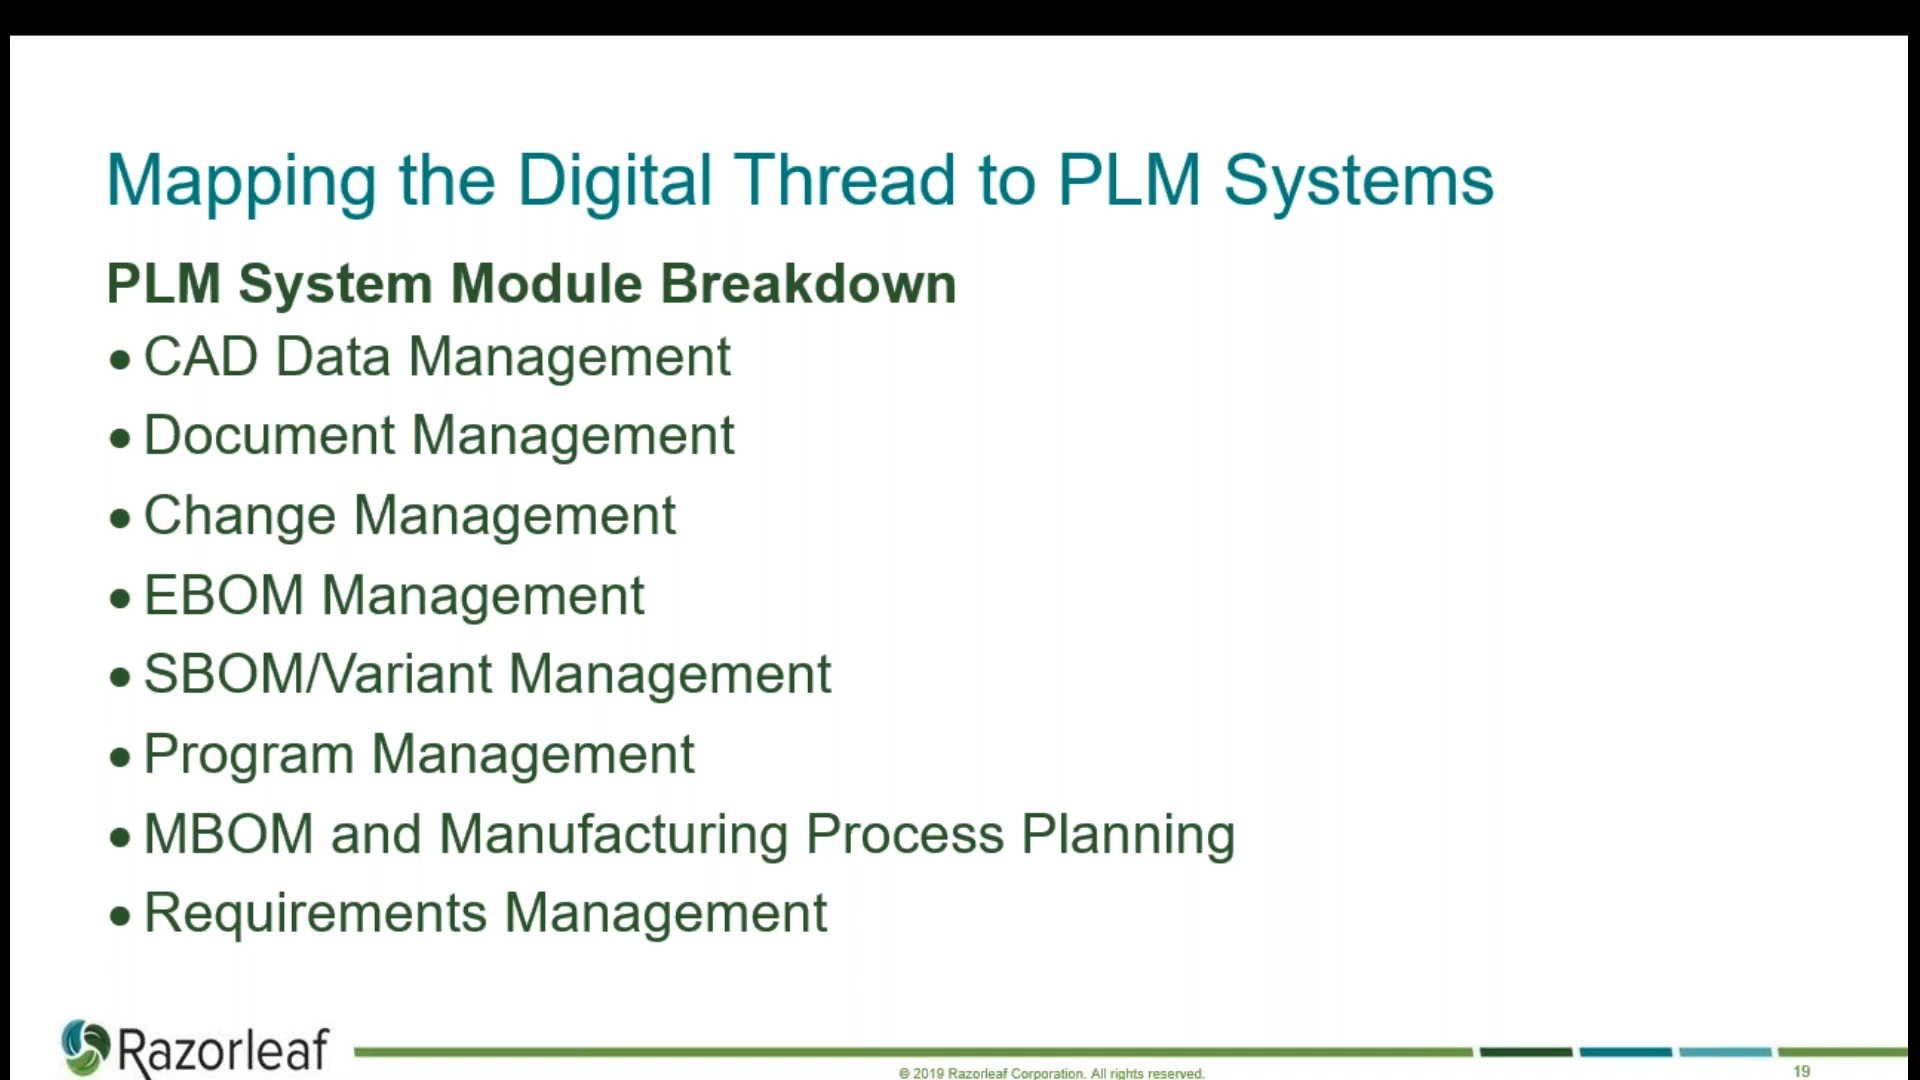 Mapping the Digital Thread to PLM Systems
PLM System Module Breakdown
• CAD Data Management
• Document Management
• Change Management
• EBOM Management
• SBOM/Variant Management
• Program Management
• MBOM and Manufacturing Process Planning
• Requirements Management
Razorleaf
© 2019 Razorleaf Corporation. All rights reserved.
19